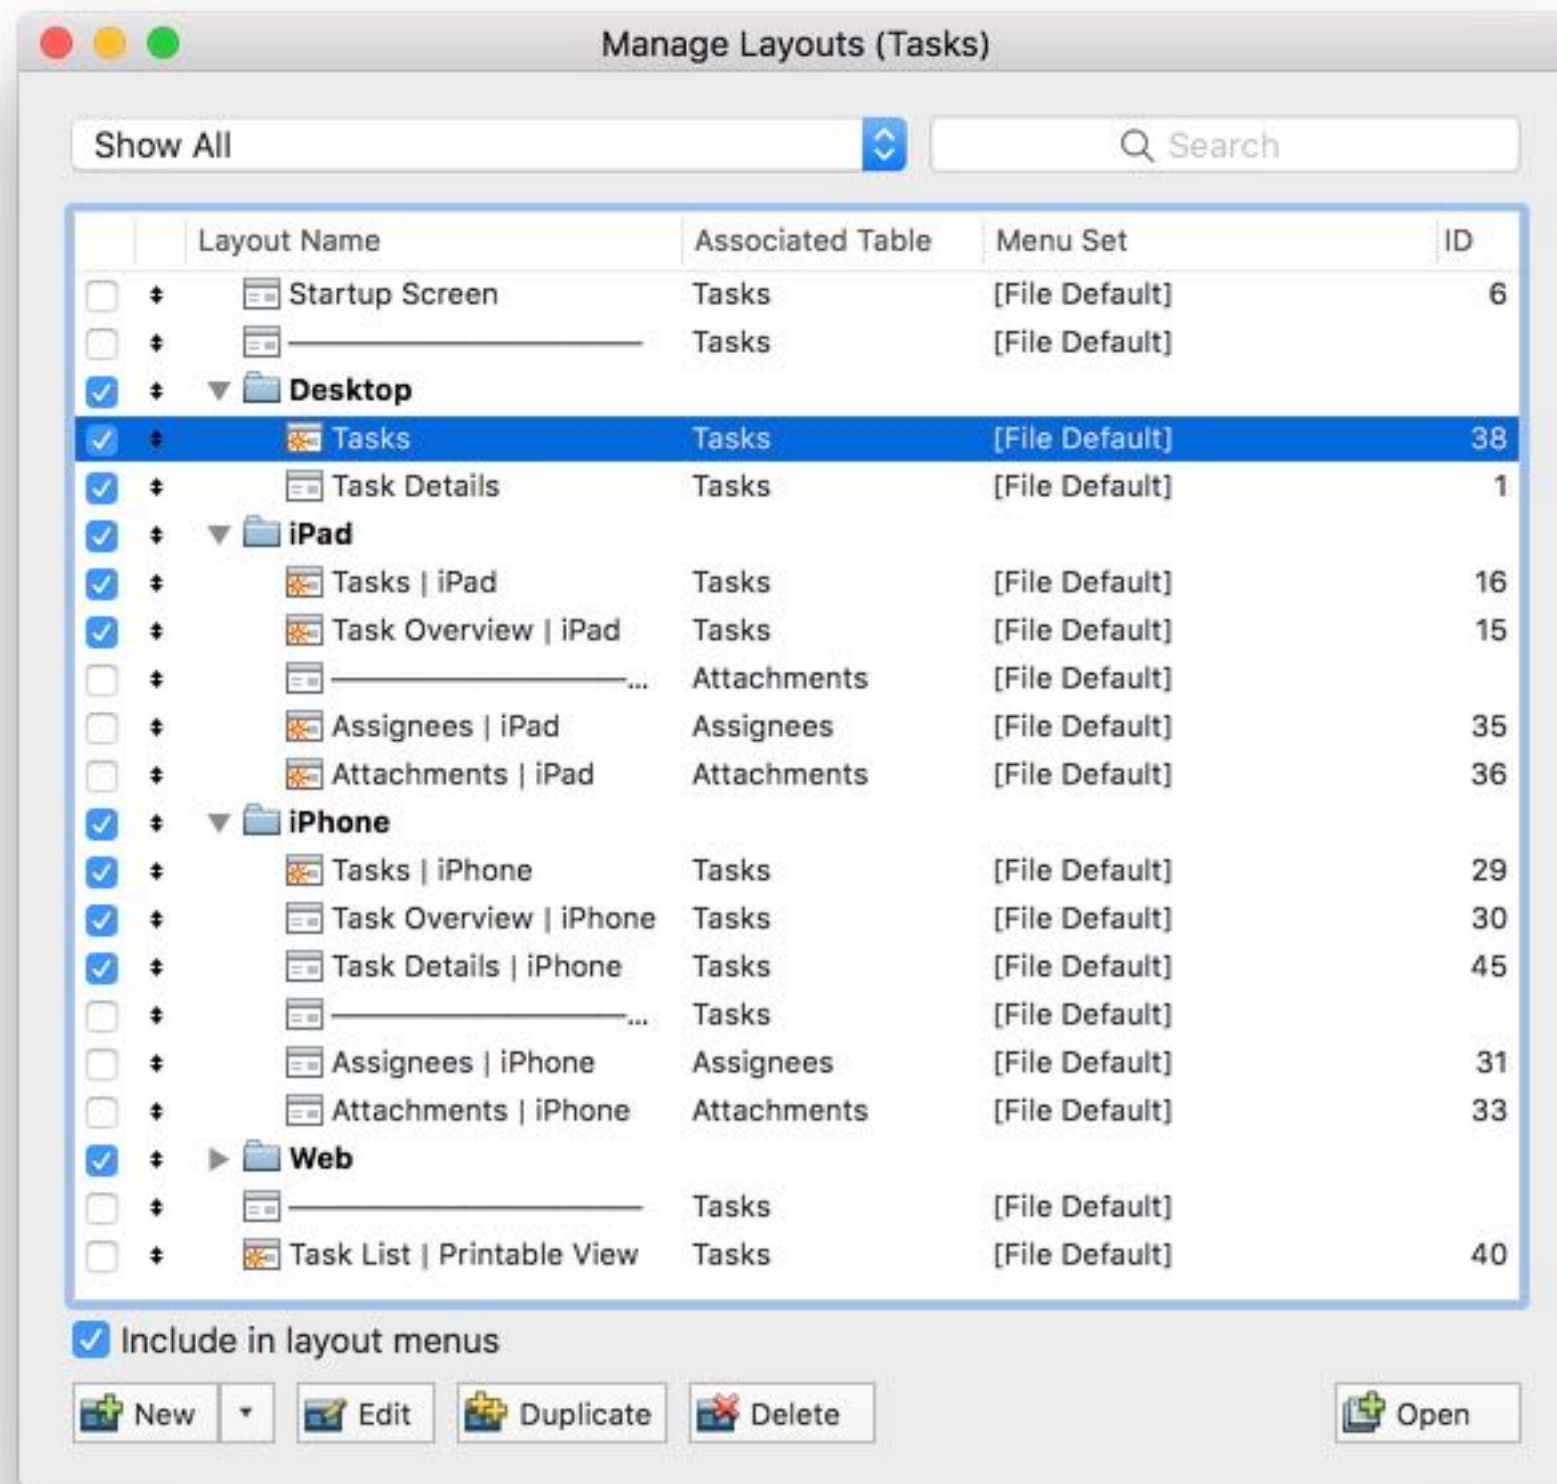 Manage Layouts (Tasks)
Show All Search
Layout Name Associated Table Menu Set ID
Startup Screen Tasks [File Default] 6
Tasks [File Default]
Desktop
Tasks Tasks [File Default] 38
Task Details Tasks [File Default] 1
iPad
Tasks | iPad Tasks [File Default] 16
Task Overview | iPad Tasks [File Default] 15
... Attachments [File Default]
Assignees | iPad Assignees [File Default] 35
Attachments | iPad Attachments [File Default] 36
iPhone
Tasks | iPhone Tasks [File Default] 29
Task Overview | iPhone Tasks [File Default] 30
Task Details | iPhone Tasks [File Default] 45
... Tasks [File Default]
Assignees | iPhone Assignees [File Default] 31
Attachments | iPhone Attachments [File Default] 33
Web
Tasks [File Default]
Task List | Printable View Tasks [File Default] 40
Include in layout menus
New Edit Duplicate Delete Open